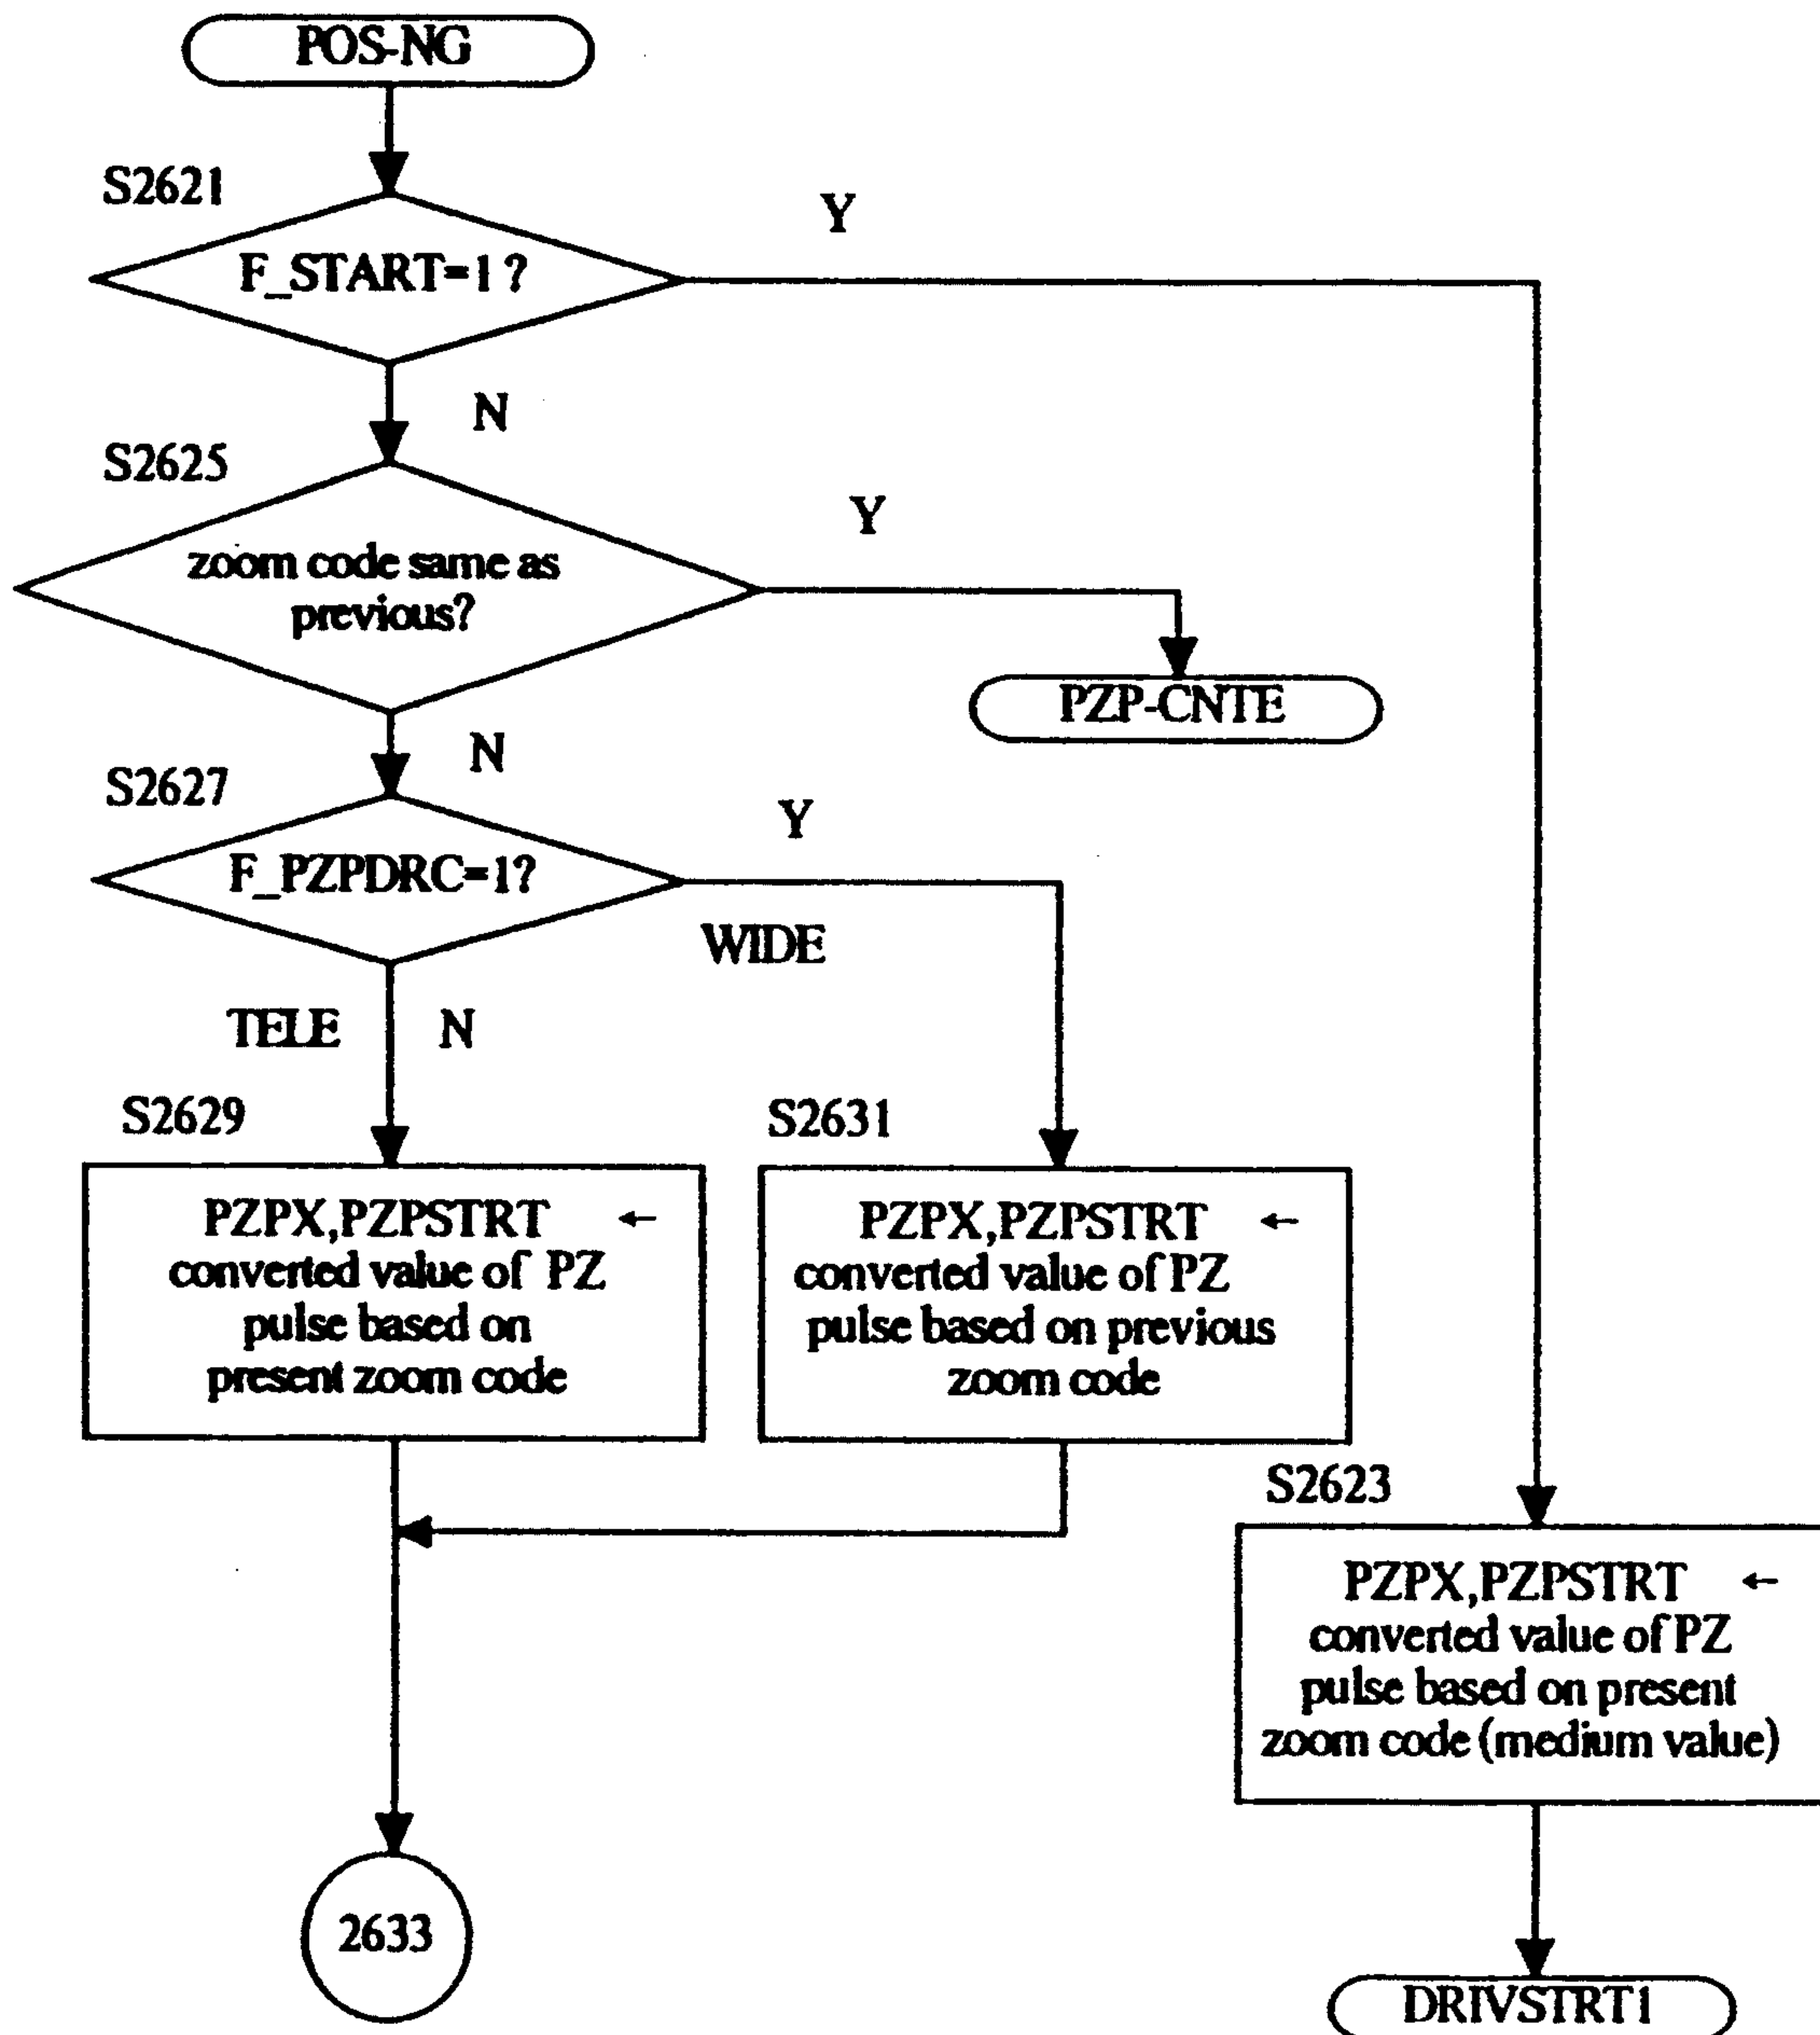 POS-NG
S2621
Y
F_START=1 ?
N
S2625
Y
zoom code same as
previous?
PZP-CNTE
N
S2627
Y
F_PZPDRC=1?
WIDE
TELE
N
S2629
S2631
PZPX,PZPSTRT ←
converted value of PZ
pulse based on
present zoom code
PZPX,PZPSTRT ←
converted value of PZ
pulse based on previous
zoom code
S2623
PZPX,PZPSTRT ←
converted value of PZ
pulse based on present
zoom code (medium value)
2633
DRIVSTRT1